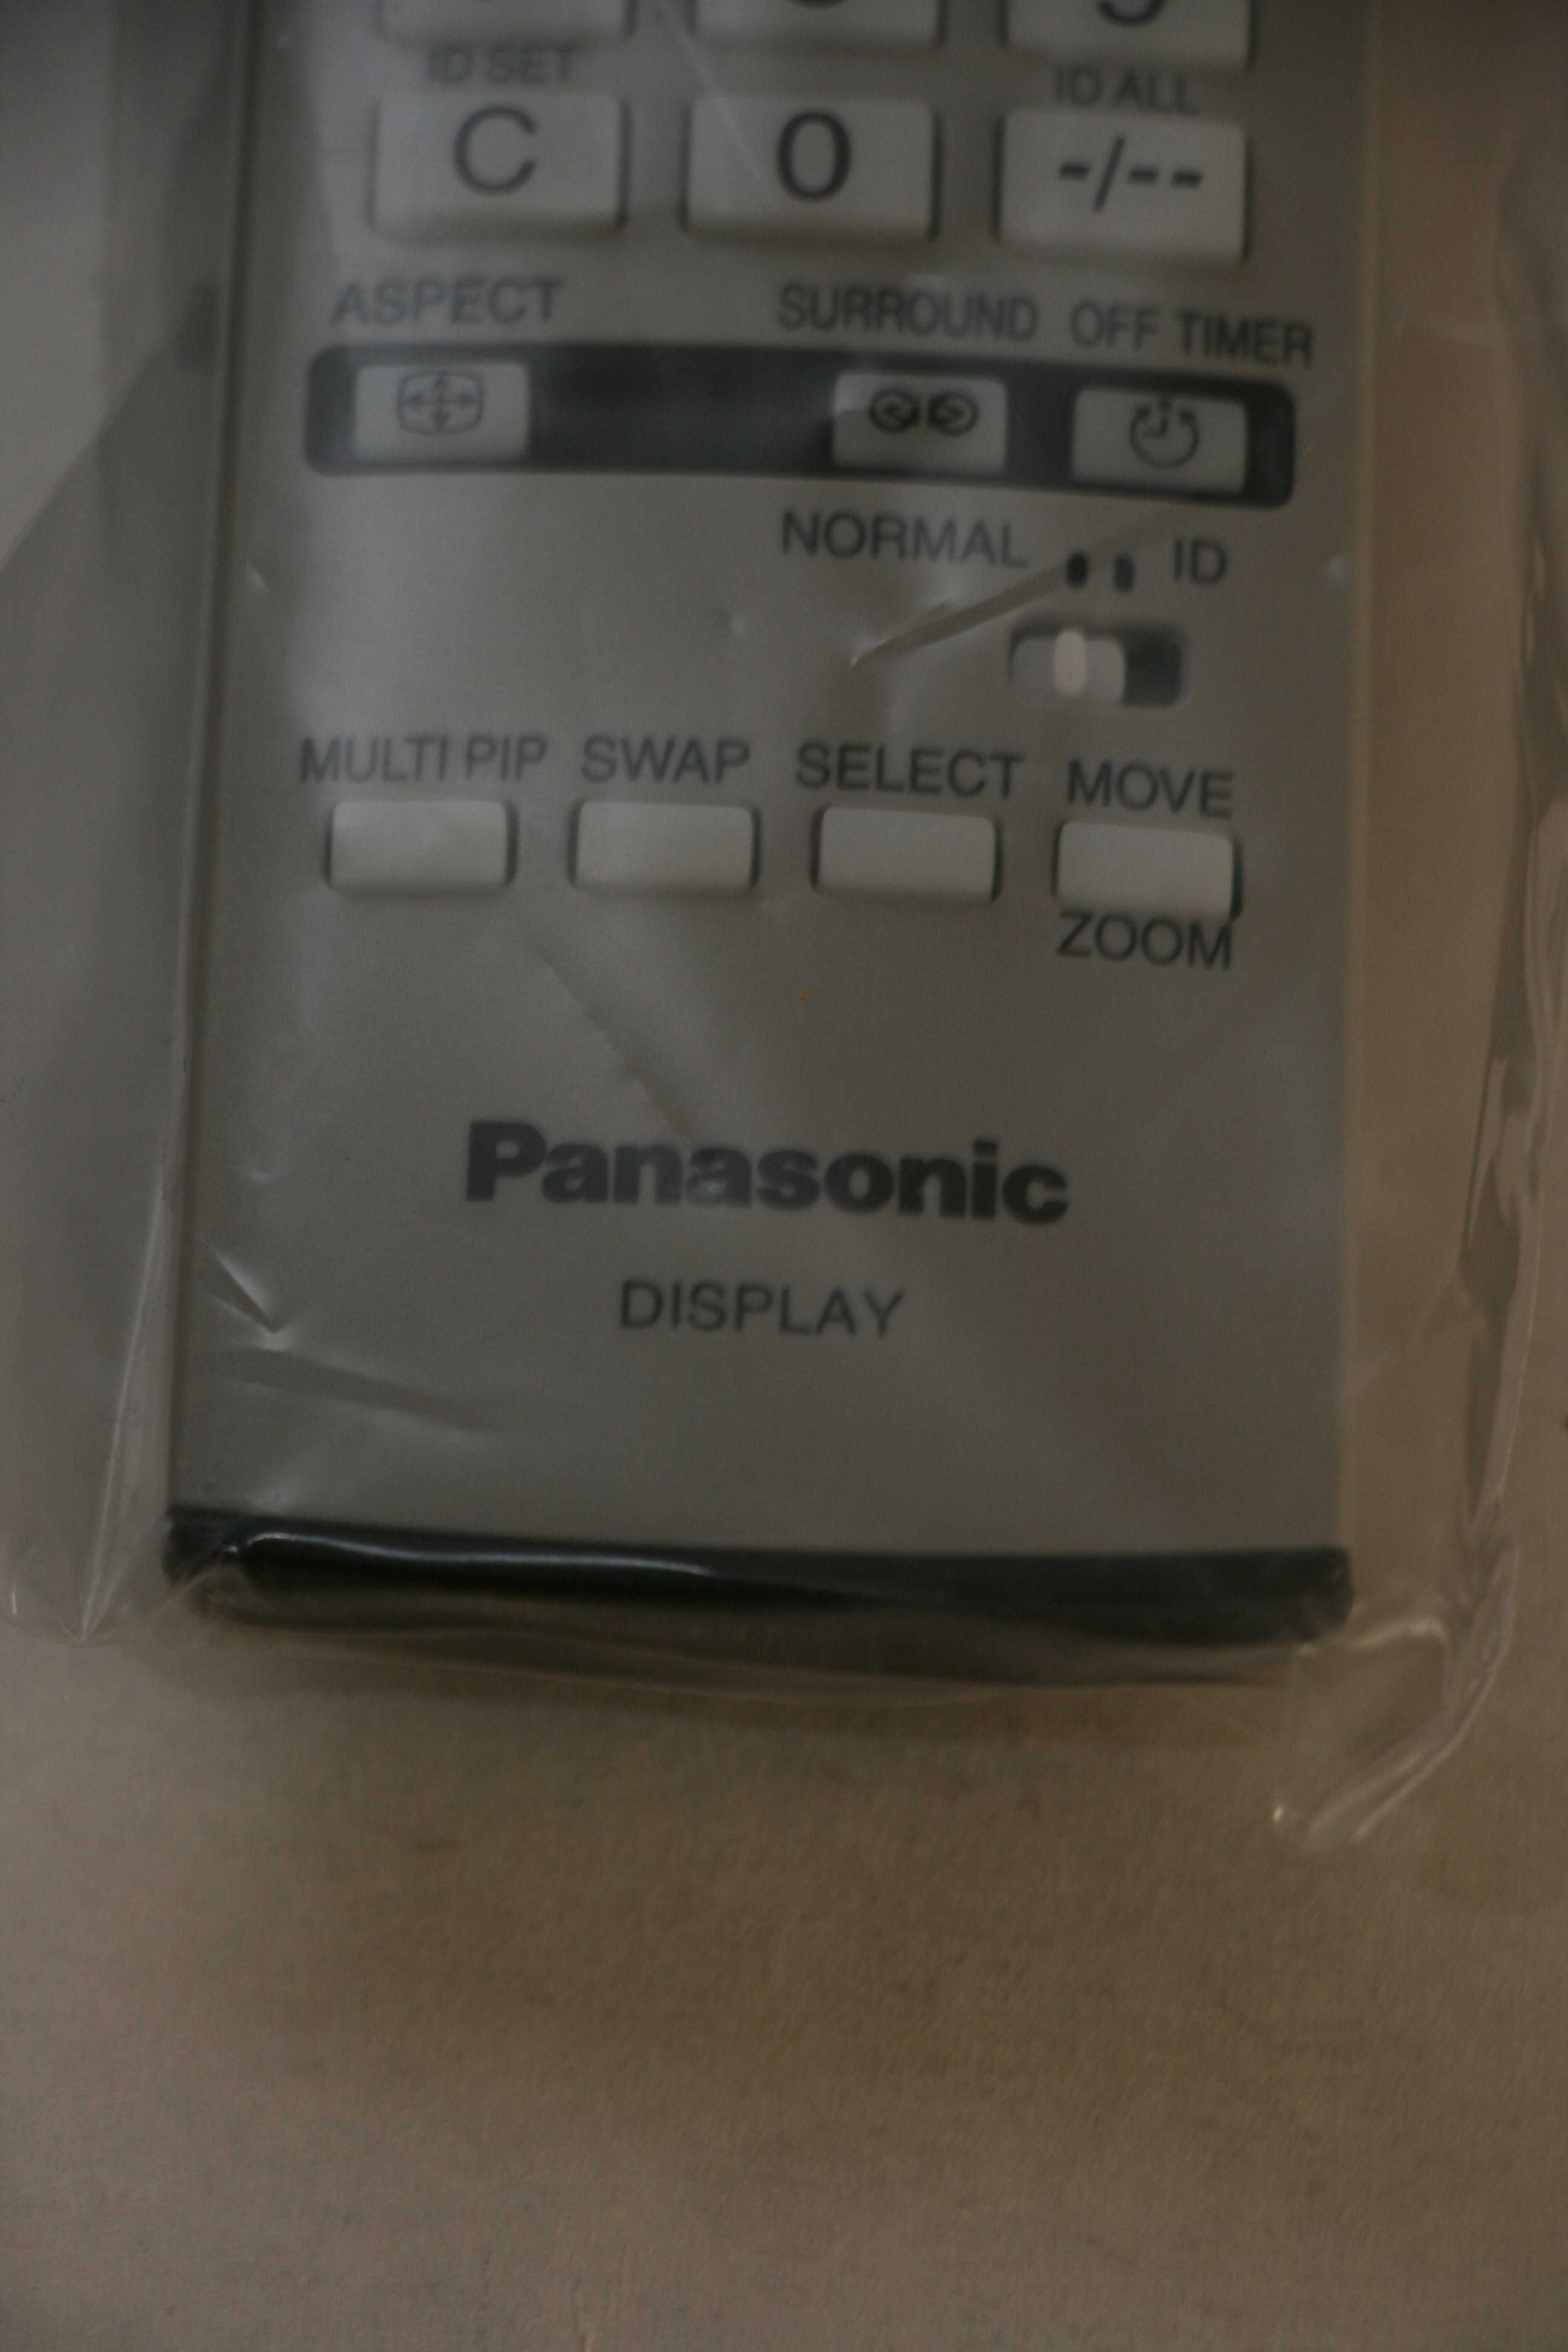 ID SET ID ALL
C 0 -/--
ASPECT SURROUND OFF TIMER
NORMAL ID
MULTI PIP SWAP SELECT MOVE
ZOOM
Panasonic
DISPLAY